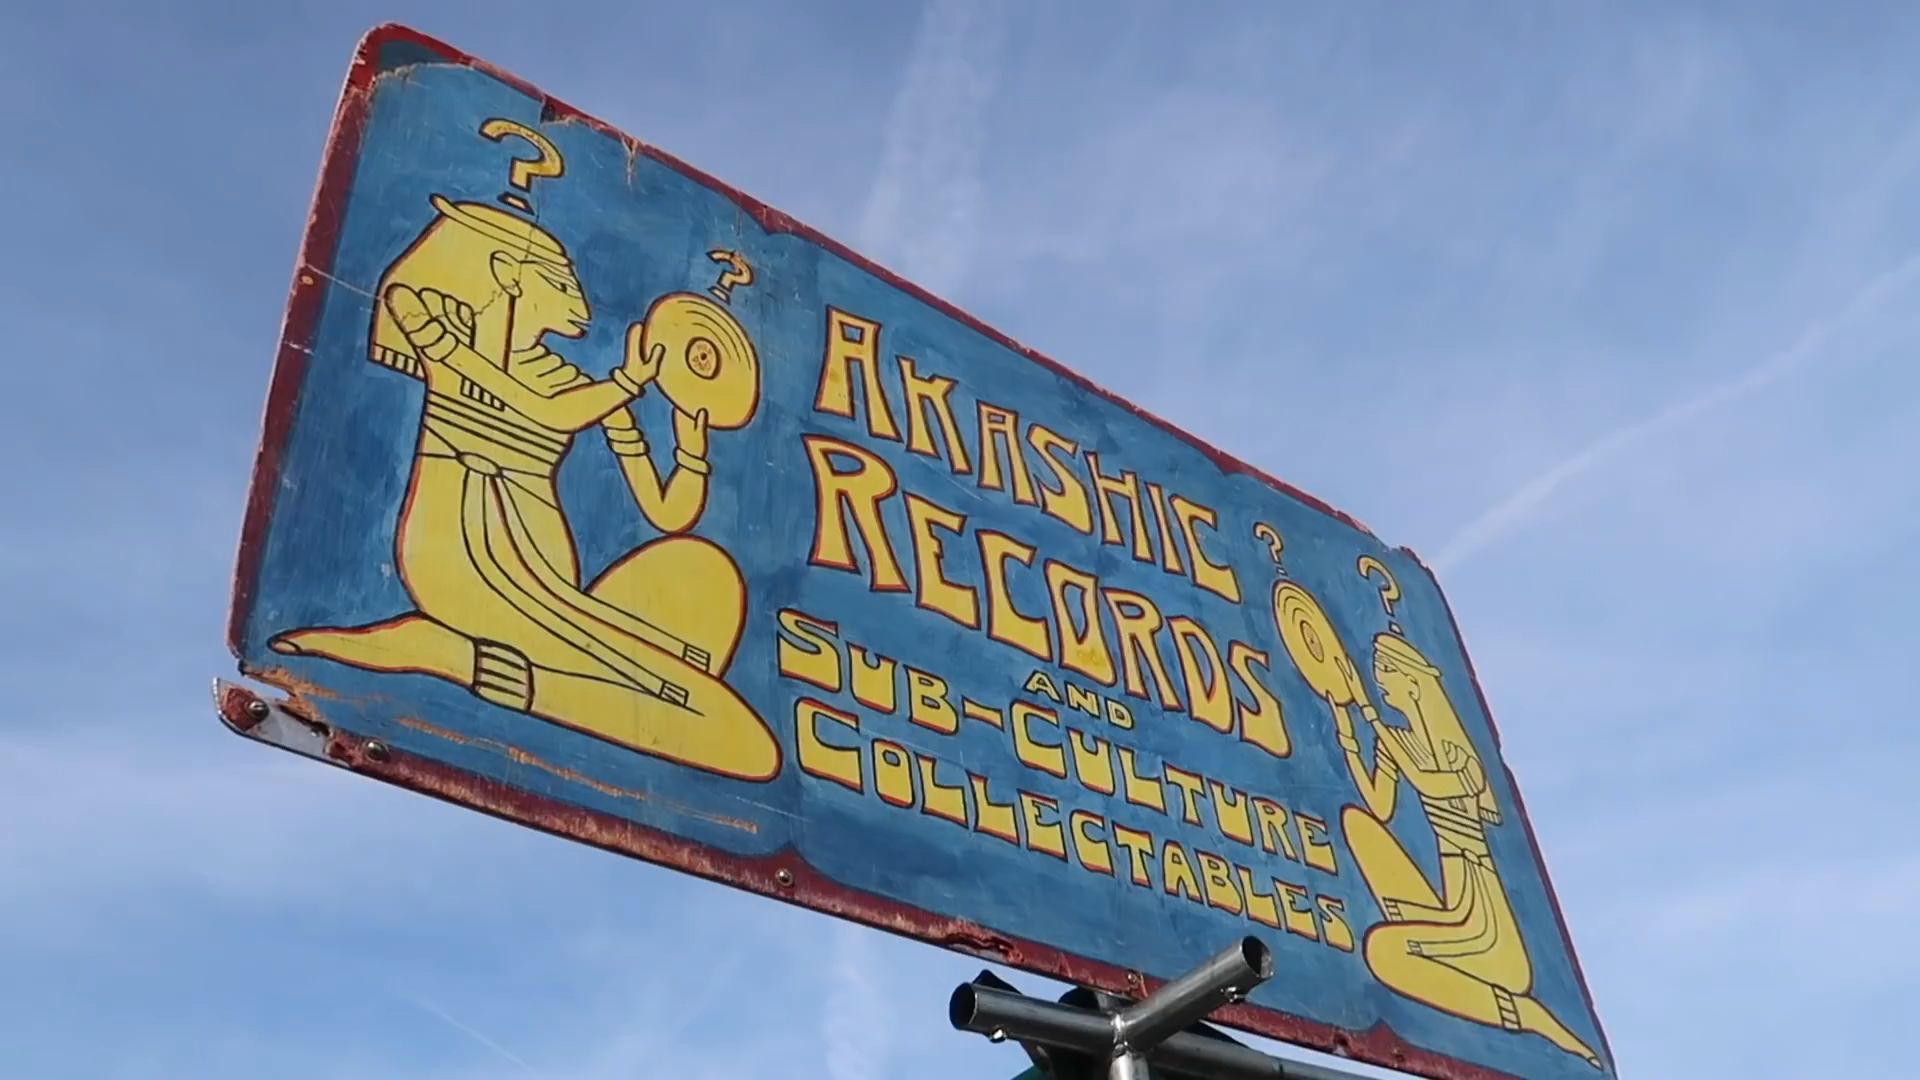 ?
?
AKASHIC
RECORDS
AND
SUB-CULTURE
COLLECTABLES
?
?